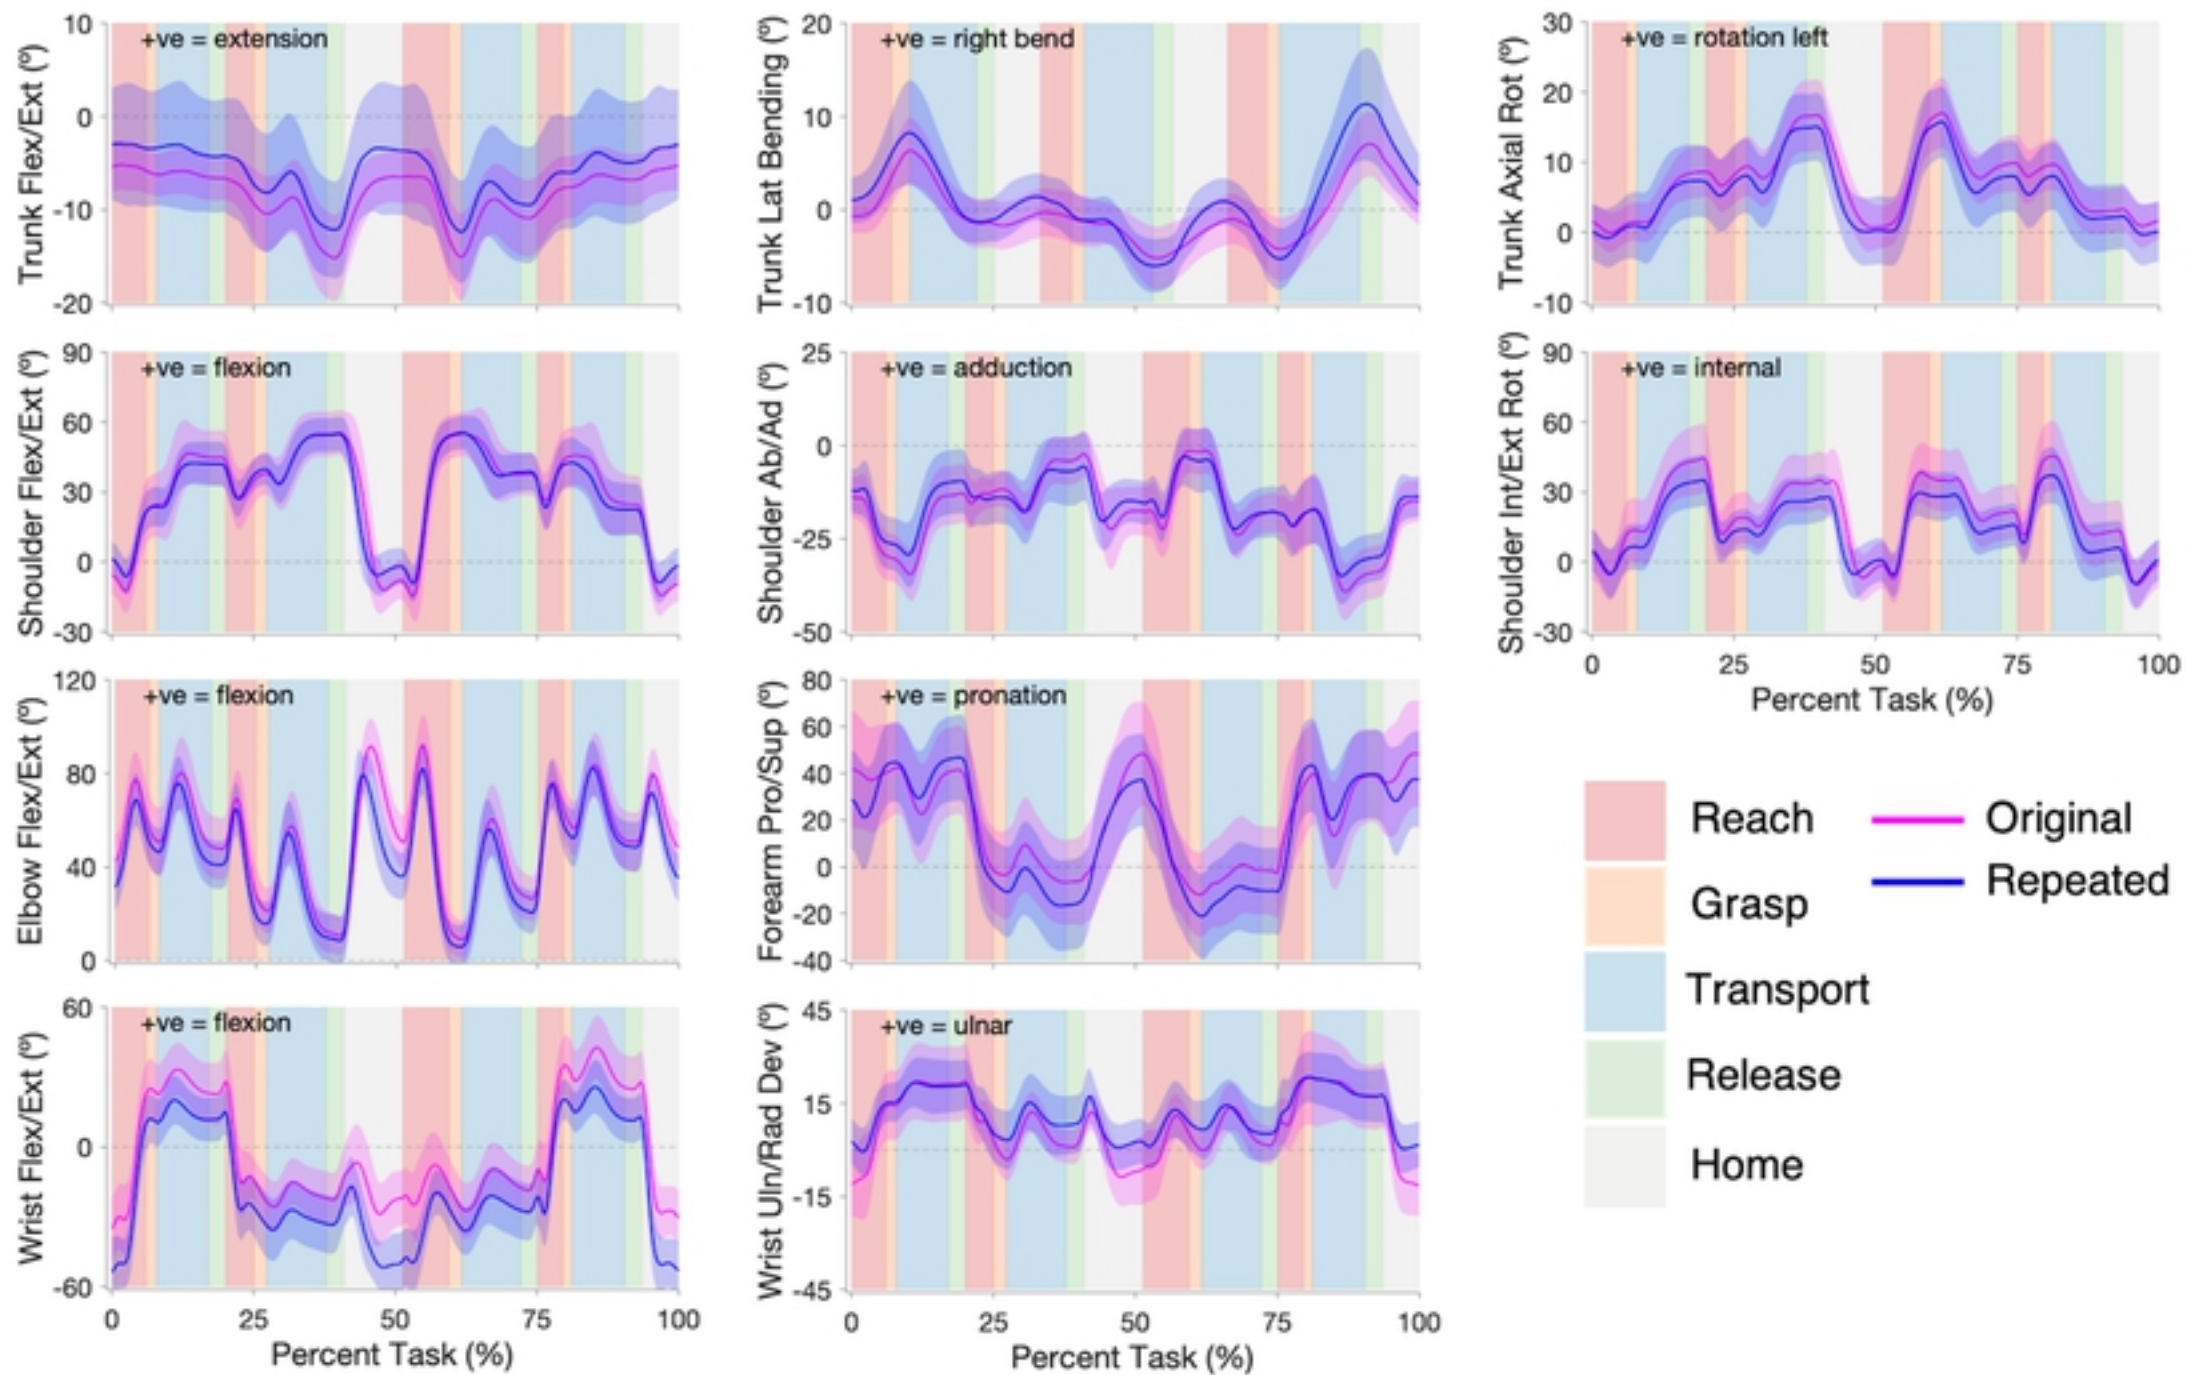 Trunk Flex/Ext (º)
10
0
-10
-20
+ve = extension
Trunk Lat Bending (º)
20
10
0
-10
+ve = right bend
Trunk Axial Rot (º)
30
20
10
0
-10
+ve = rotation left
Shoulder Flex/Ext (º)
90
60
30
0
-30
+ve = flexion
Shoulder Ab/Ad (º)
25
0
-25
-50
+ve = adduction
Shoulder Int/Ext Rot (º)
90
60
30
0
-30
+ve = internal
0 25 50 75 100
Percent Task (%)
Elbow Flex/Ext (º)
120
80
40
0
+ve = flexion
Forearm Pro/Sup (º)
80
60
40
20
0
-20
-40
+ve = pronation
Wrist Flex/Ext (º)
60
0
-60
+ve = flexion
0 25 50 75 100
Percent Task (%)
Wrist Uln/Rad Dev (º)
45
15
-15
-45
+ve = ulnar
0 25 50 75 100
Percent Task (%)
Reach
Grasp
Transport
Release
Home
Original
Repeated